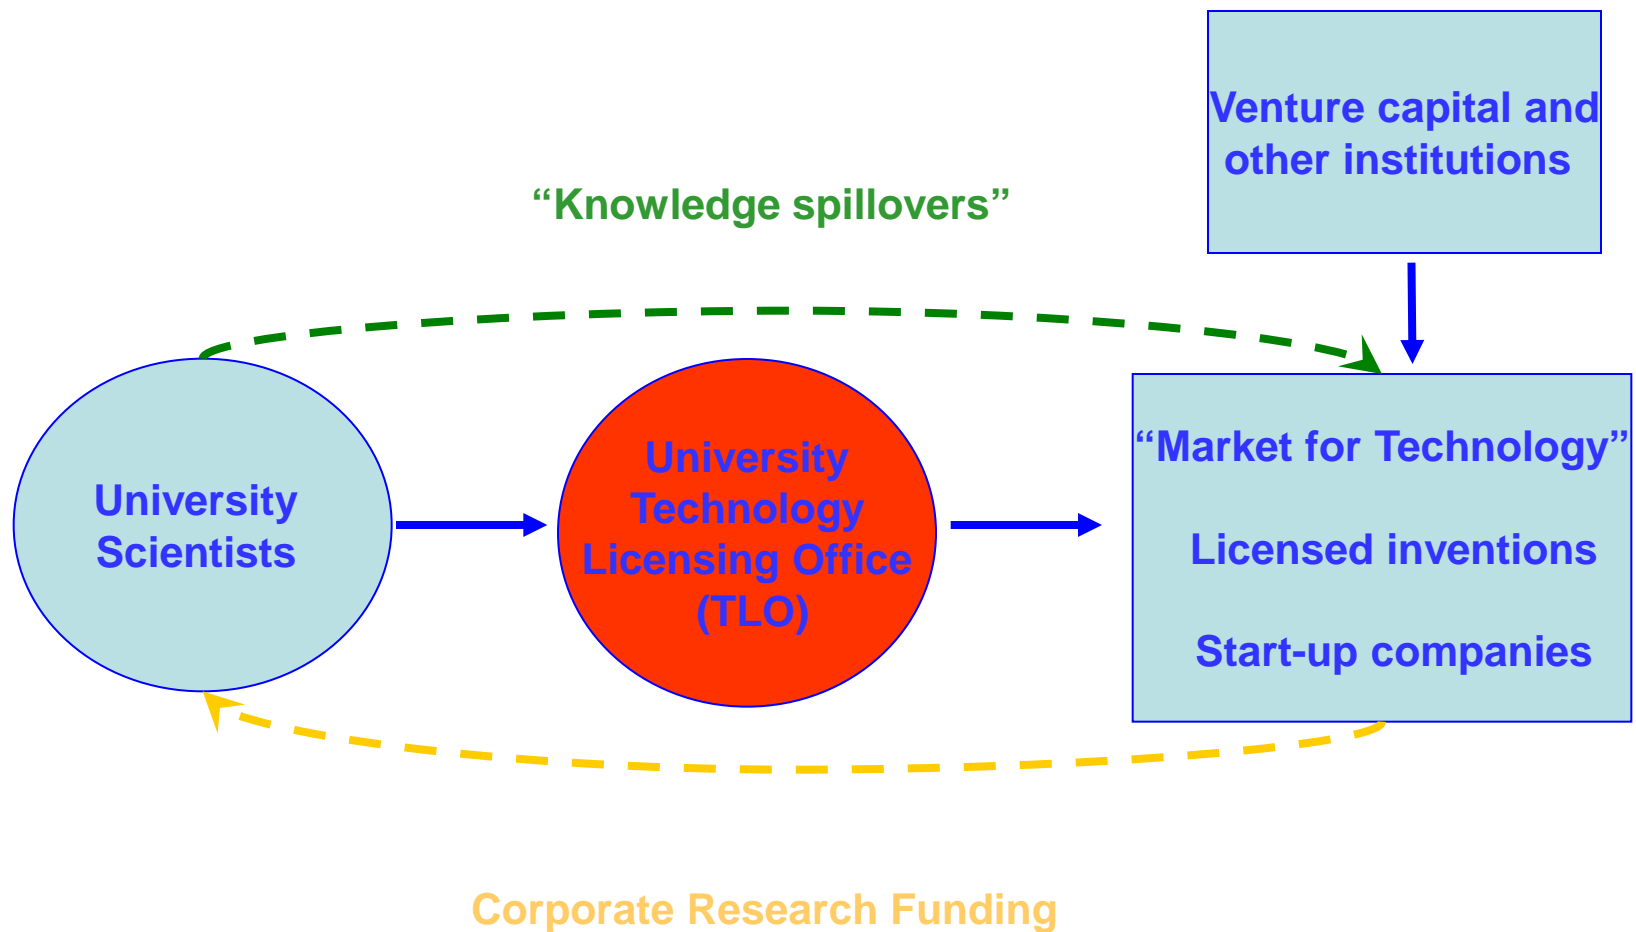 Venture capital and
other institutions
“Knowledge spillovers”
University
Scientists
University
Technology
Licensing Office
(TLO)
“Market for Technology”
Licensed inventions
Start-up companies
Corporate Research Funding